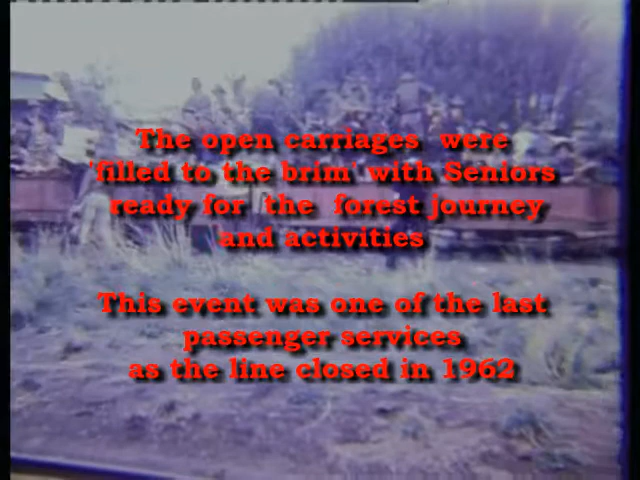 The open carriages were
'filled to the brim' with Seniors
ready for the forest journey
and activities
This event was one of the last
passenger services
as the line closed in 1962